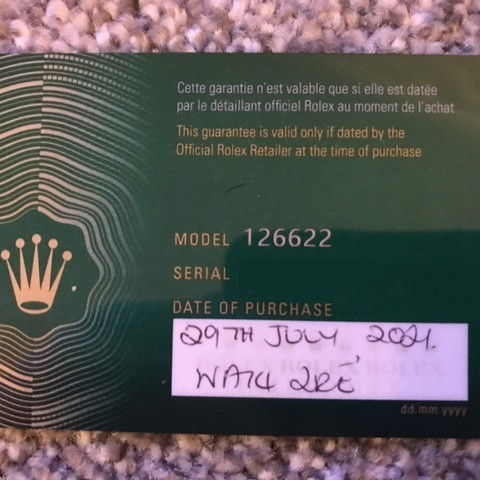 Cette garantie n'est valable que si elle est datée
par le détaillant officiel Rolex au moment de l'achat
This guarantee is valid only if dated by the
Official Rolex Retailer at the time of purchase
MODEL 126622
SERIAL
DATE OF PURCHASE
29TH JULY, 2021.
WA14 2RE
dd.mm.yyyy